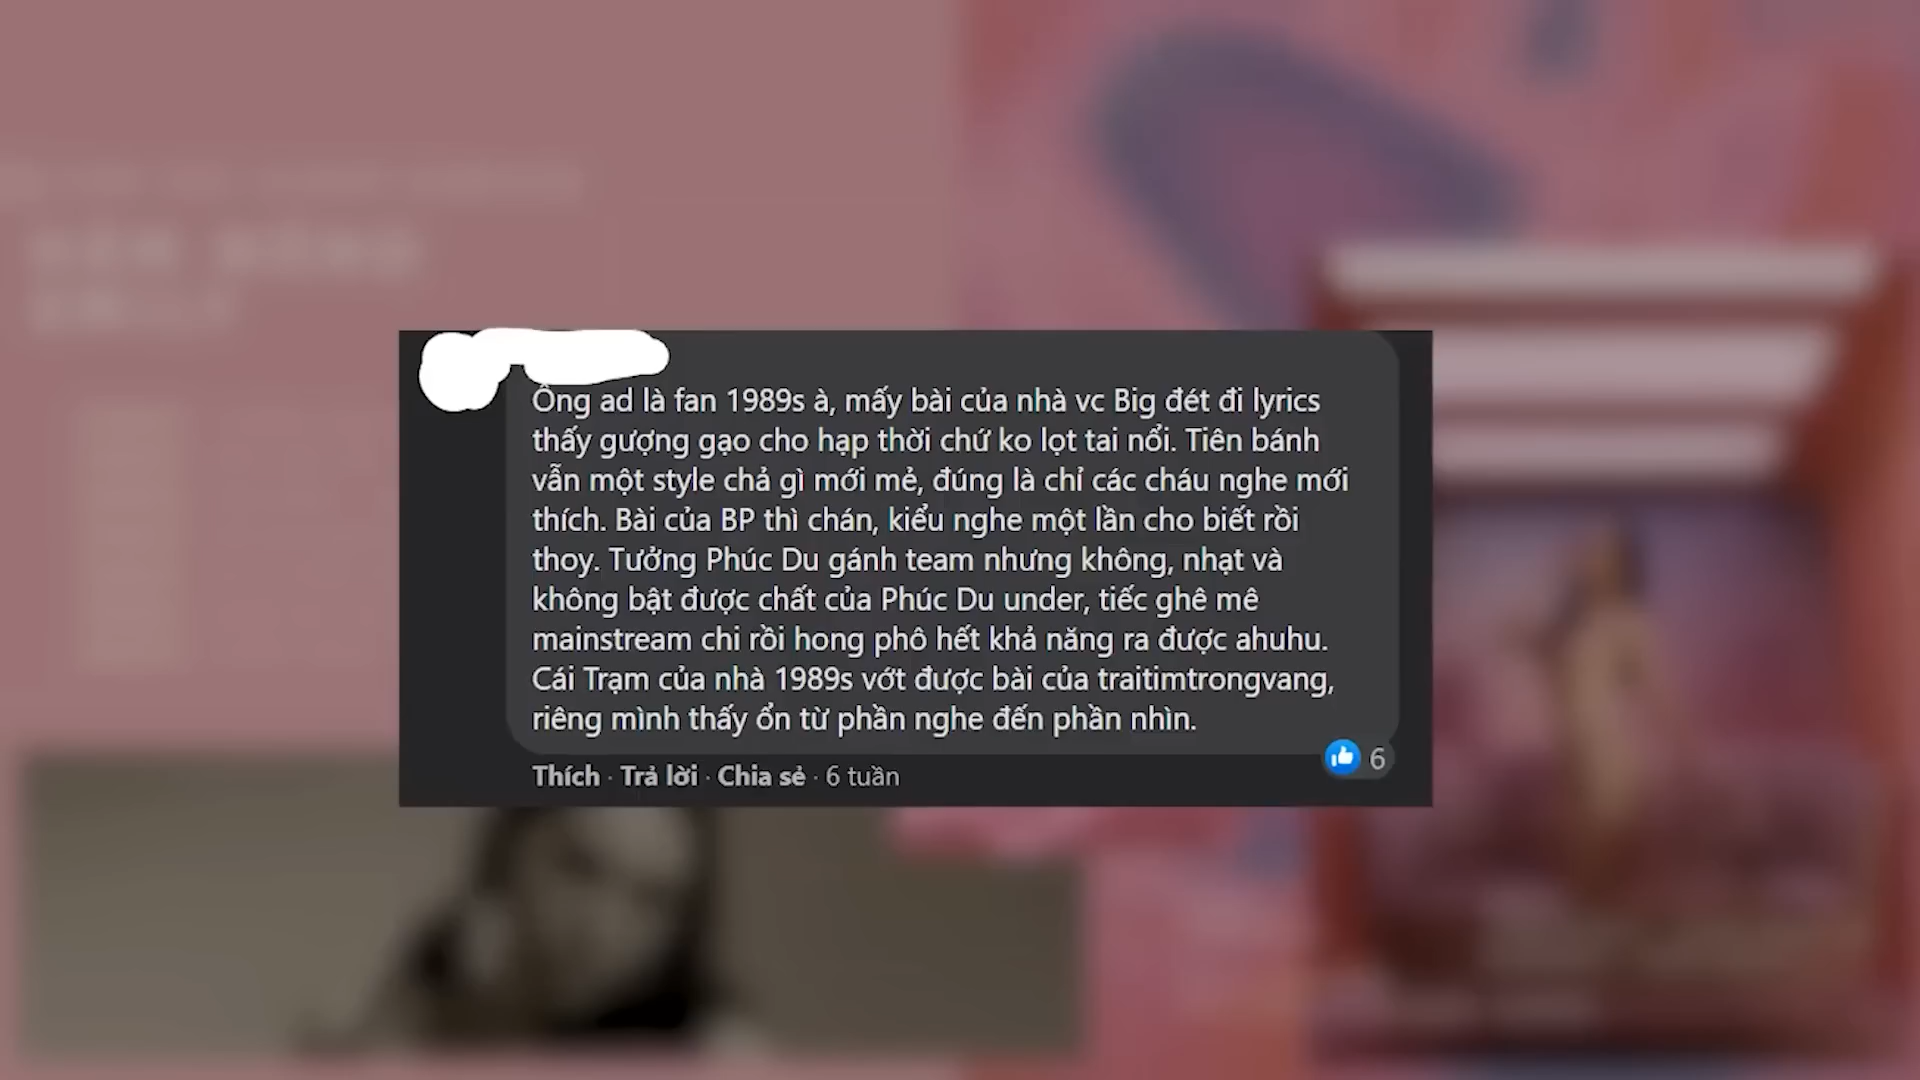 Ông ad là fan 1989s à, mấy bài của nhà vc Big đét đi lyrics
thấy gượng gạo cho hạp thời chứ ko lọt tai nổi. Tiên bánh
vẫn một style chả gì mới mẻ, đúng là chỉ các cháu nghe mới
thích. Bài của BP thì chán, kiểu nghe một lần cho biết rồi
thoy. Tưởng Phúc Du gánh team nhưng không, nhạt và
không bật được chất của Phúc Du under, tiếc ghê mê
mainstream chi rồi hong phô hết khả năng ra được ahuhu.
Cái Trạm của nhà 1989s vớt được bài của traitimtrongvang,
riêng mình thấy ổn từ phần nghe đến phần nhìn.
6
Thích · Trả lời · Chia sẻ · 6 tuần